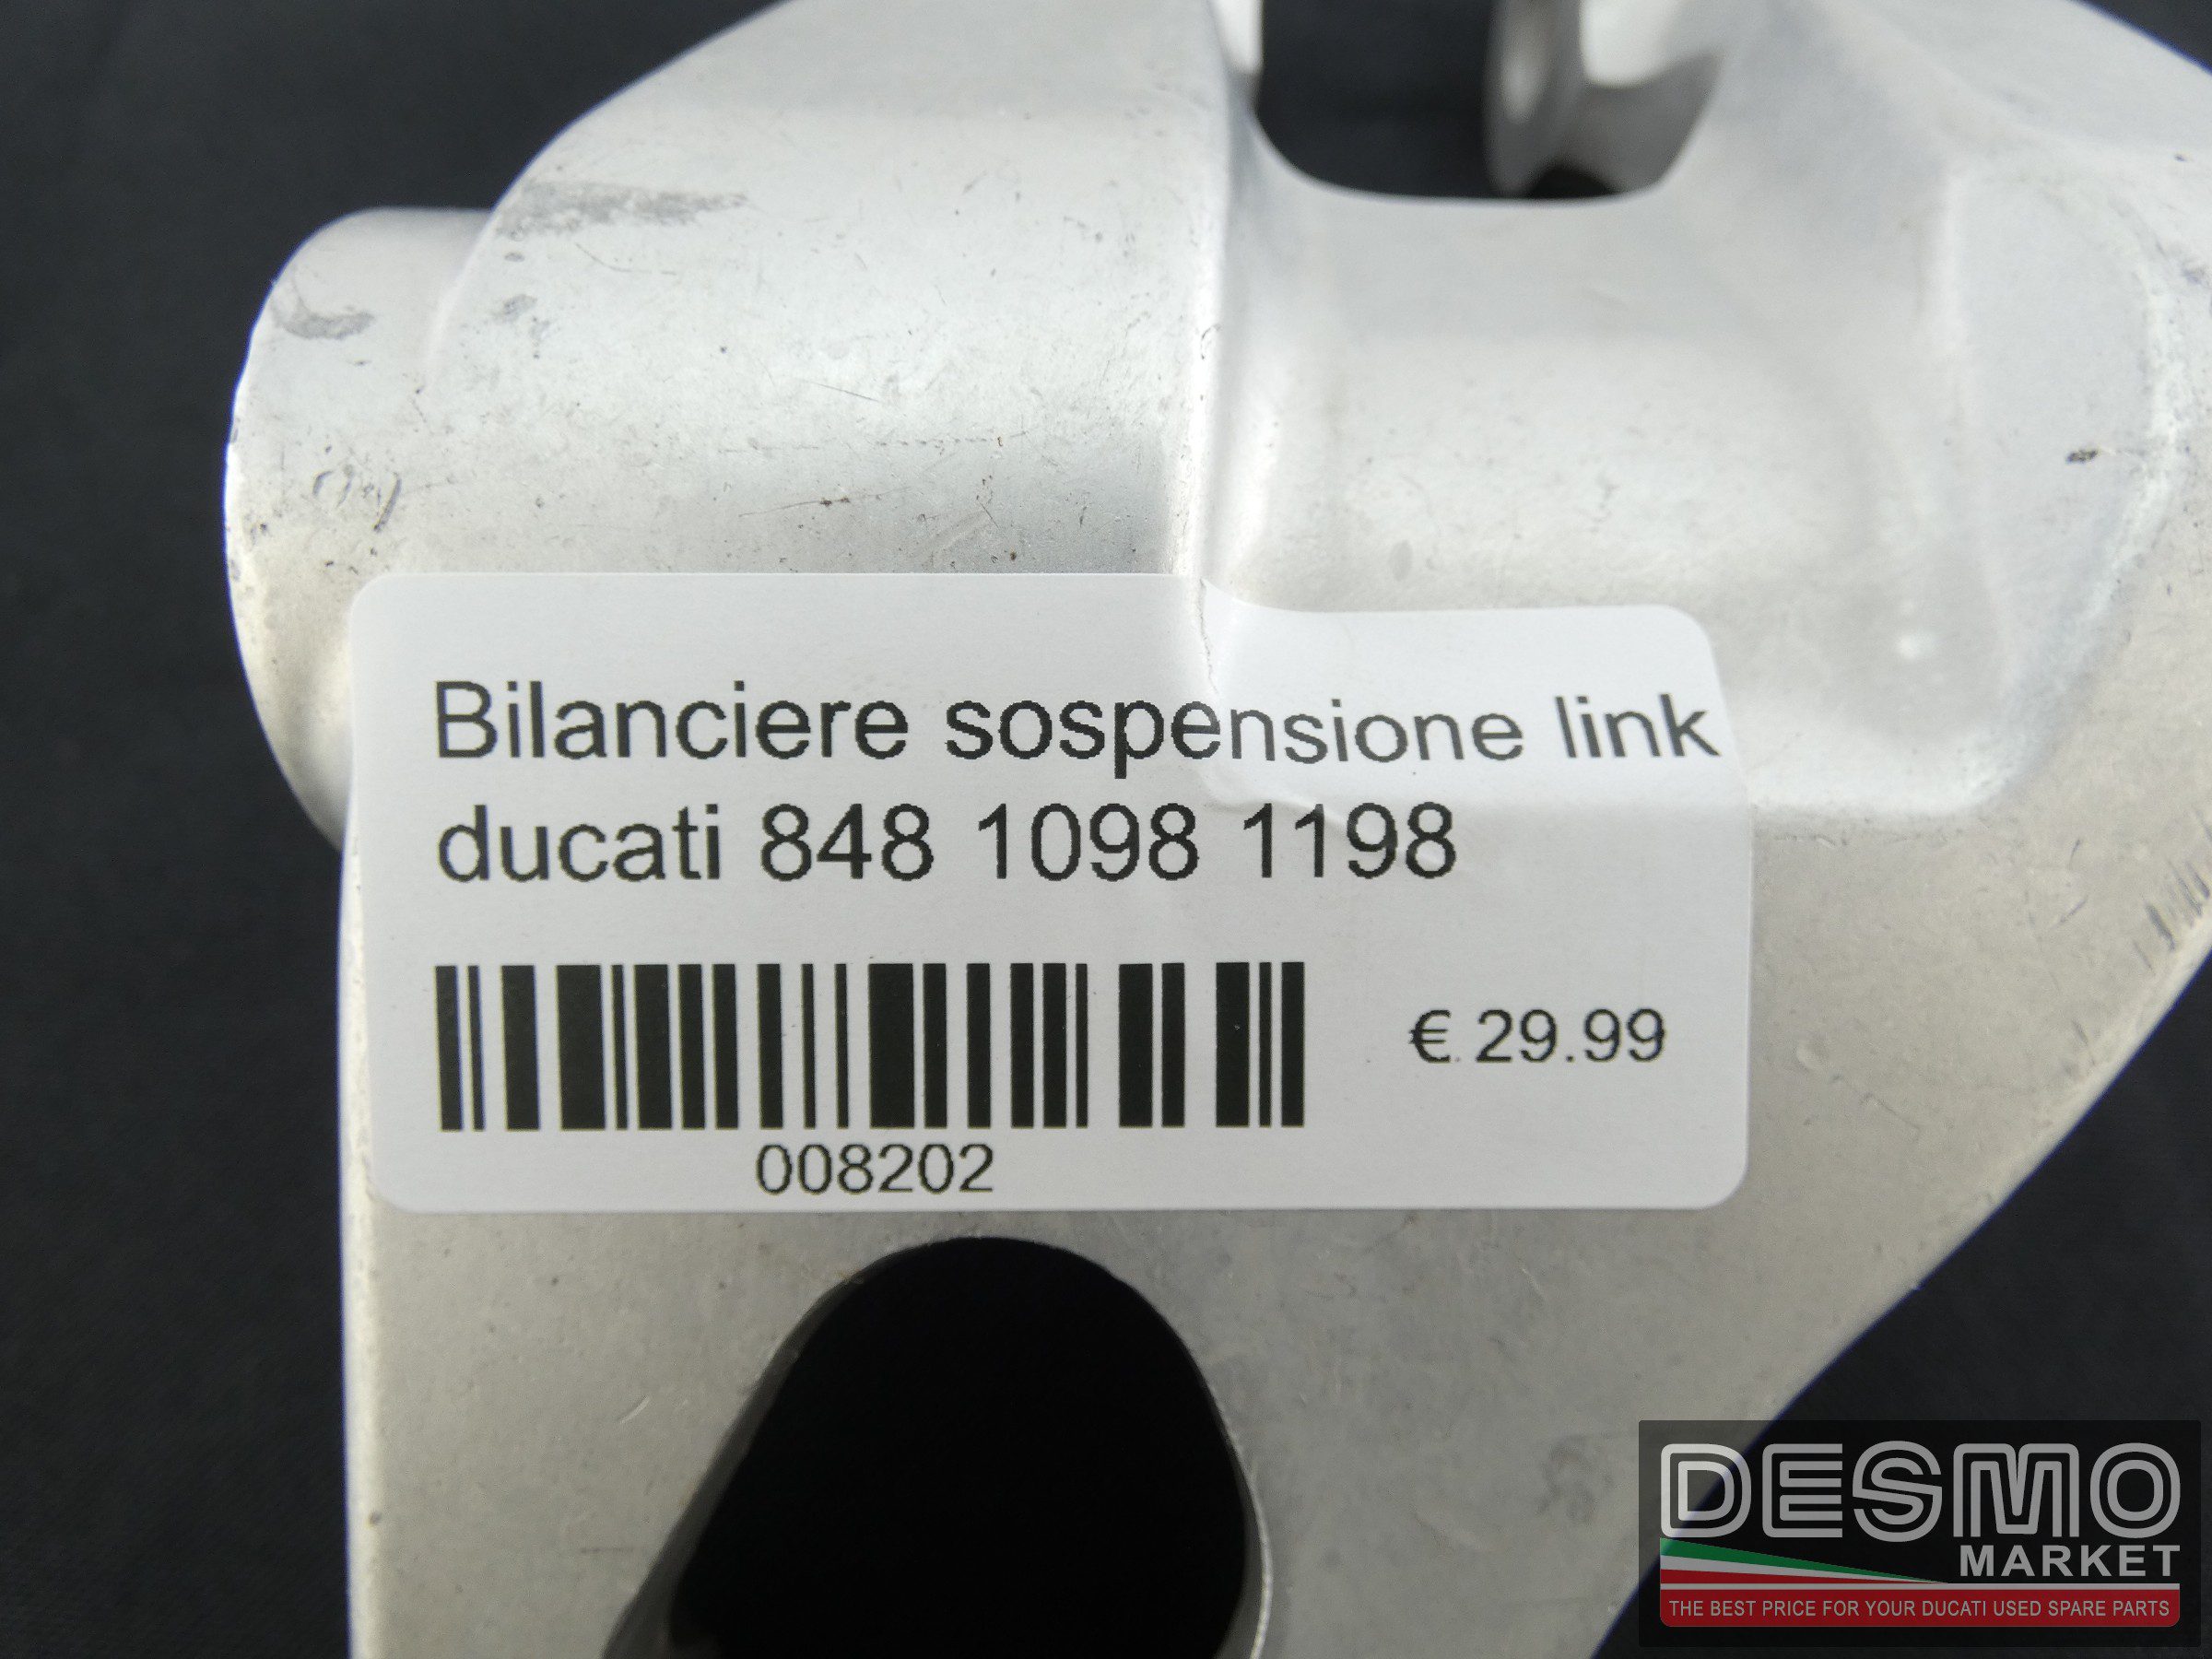 Bilanciere sospensione link
ducati 848 1098 1198
€ 29.99
008202
DESMO
MARKET
THE BEST PRICE FOR YOUR DUCATI USED SPARE PARTS